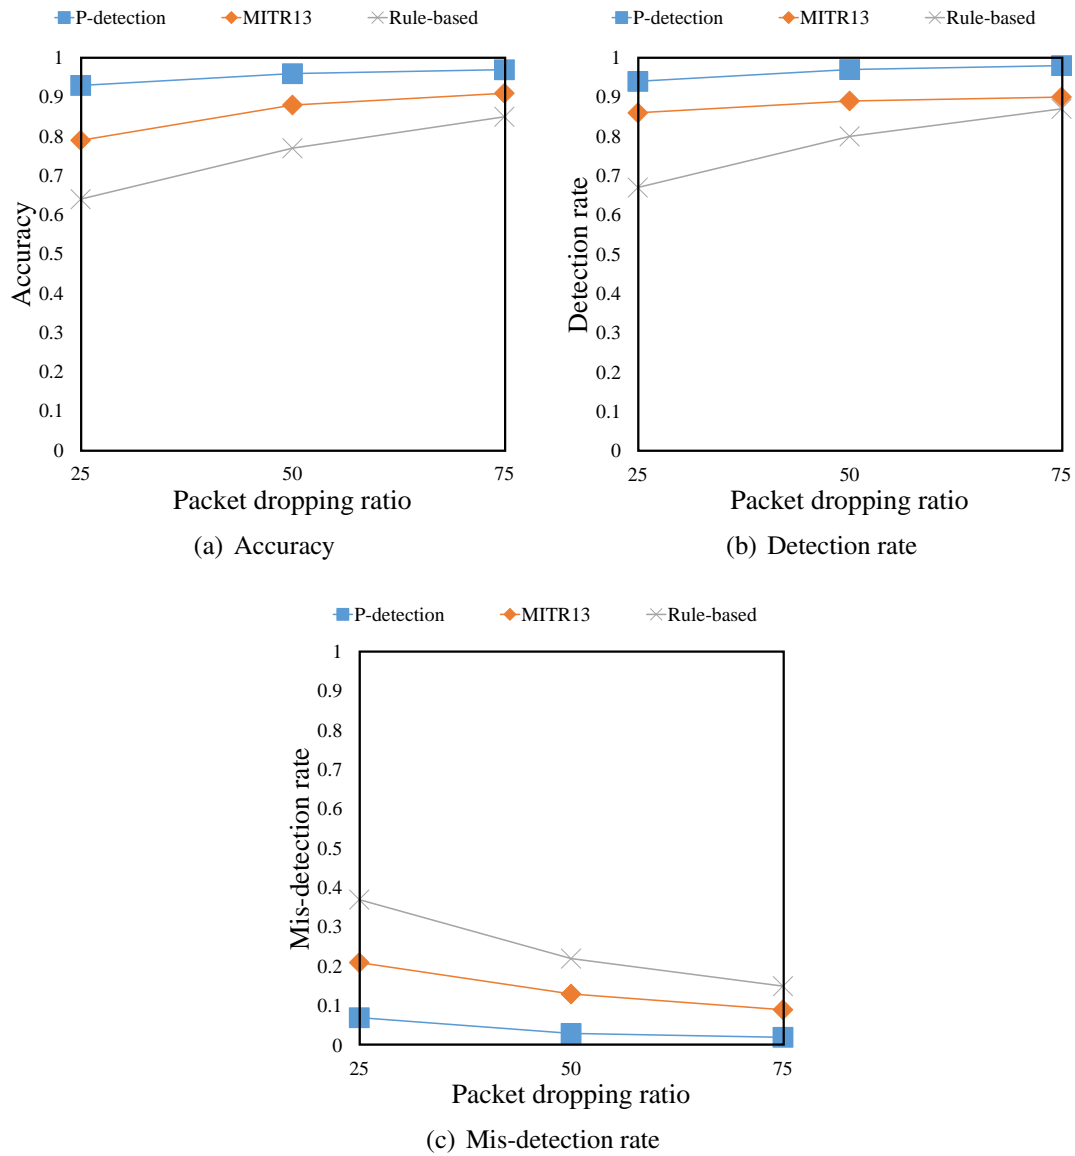 P-detection MITR13 Rule-based
1
0.9
0.8
0.7
0.6
0.5
0.4
0.3
0.2
0.1
0
Accuracy
25 50 75
Packet dropping ratio
(a) Accuracy
P-detection MITR13 Rule-based
1
0.9
0.8
0.7
0.6
0.5
0.4
0.3
0.2
0.1
0
Detection rate
25 50 75
Packet dropping ratio
(b) Detection rate
P-detection MITR13 Rule-based
1
0.9
0.8
0.7
0.6
0.5
0.4
0.3
0.2
0.1
0
Mis-detection rate
25 50 75
Packet dropping ratio
(c) Mis-detection rate